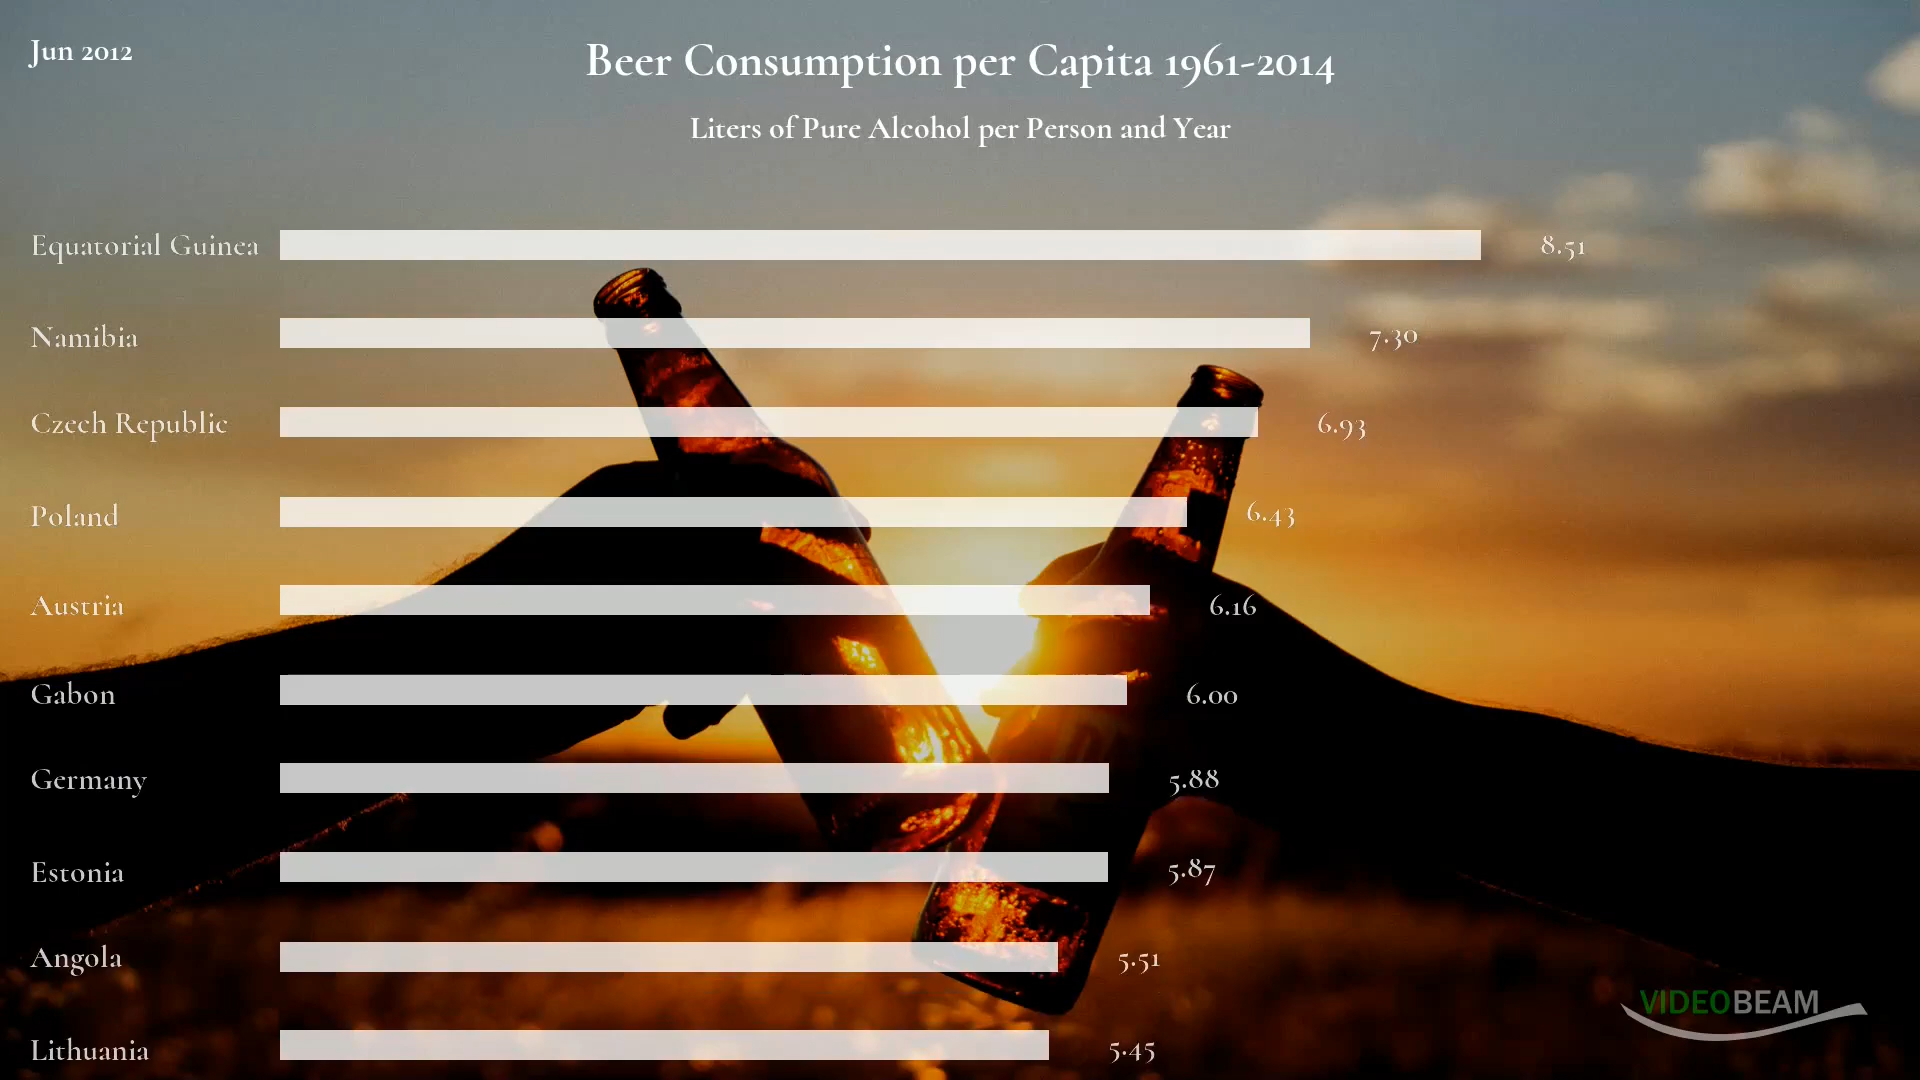 Jun 2012
Beer Consumption per Capita 1961-2014
Liters of Pure Alcohol per Person and Year
Equatorial Guinea 8.51
Namibia 7.30
Czech Republic 6.93
Poland 6.43
Austria 6.16
Gabon 6.00
Germany 5.88
Estonia 5.87
Angola 5.51
VIDEOBEAM
Lithuania 5.45